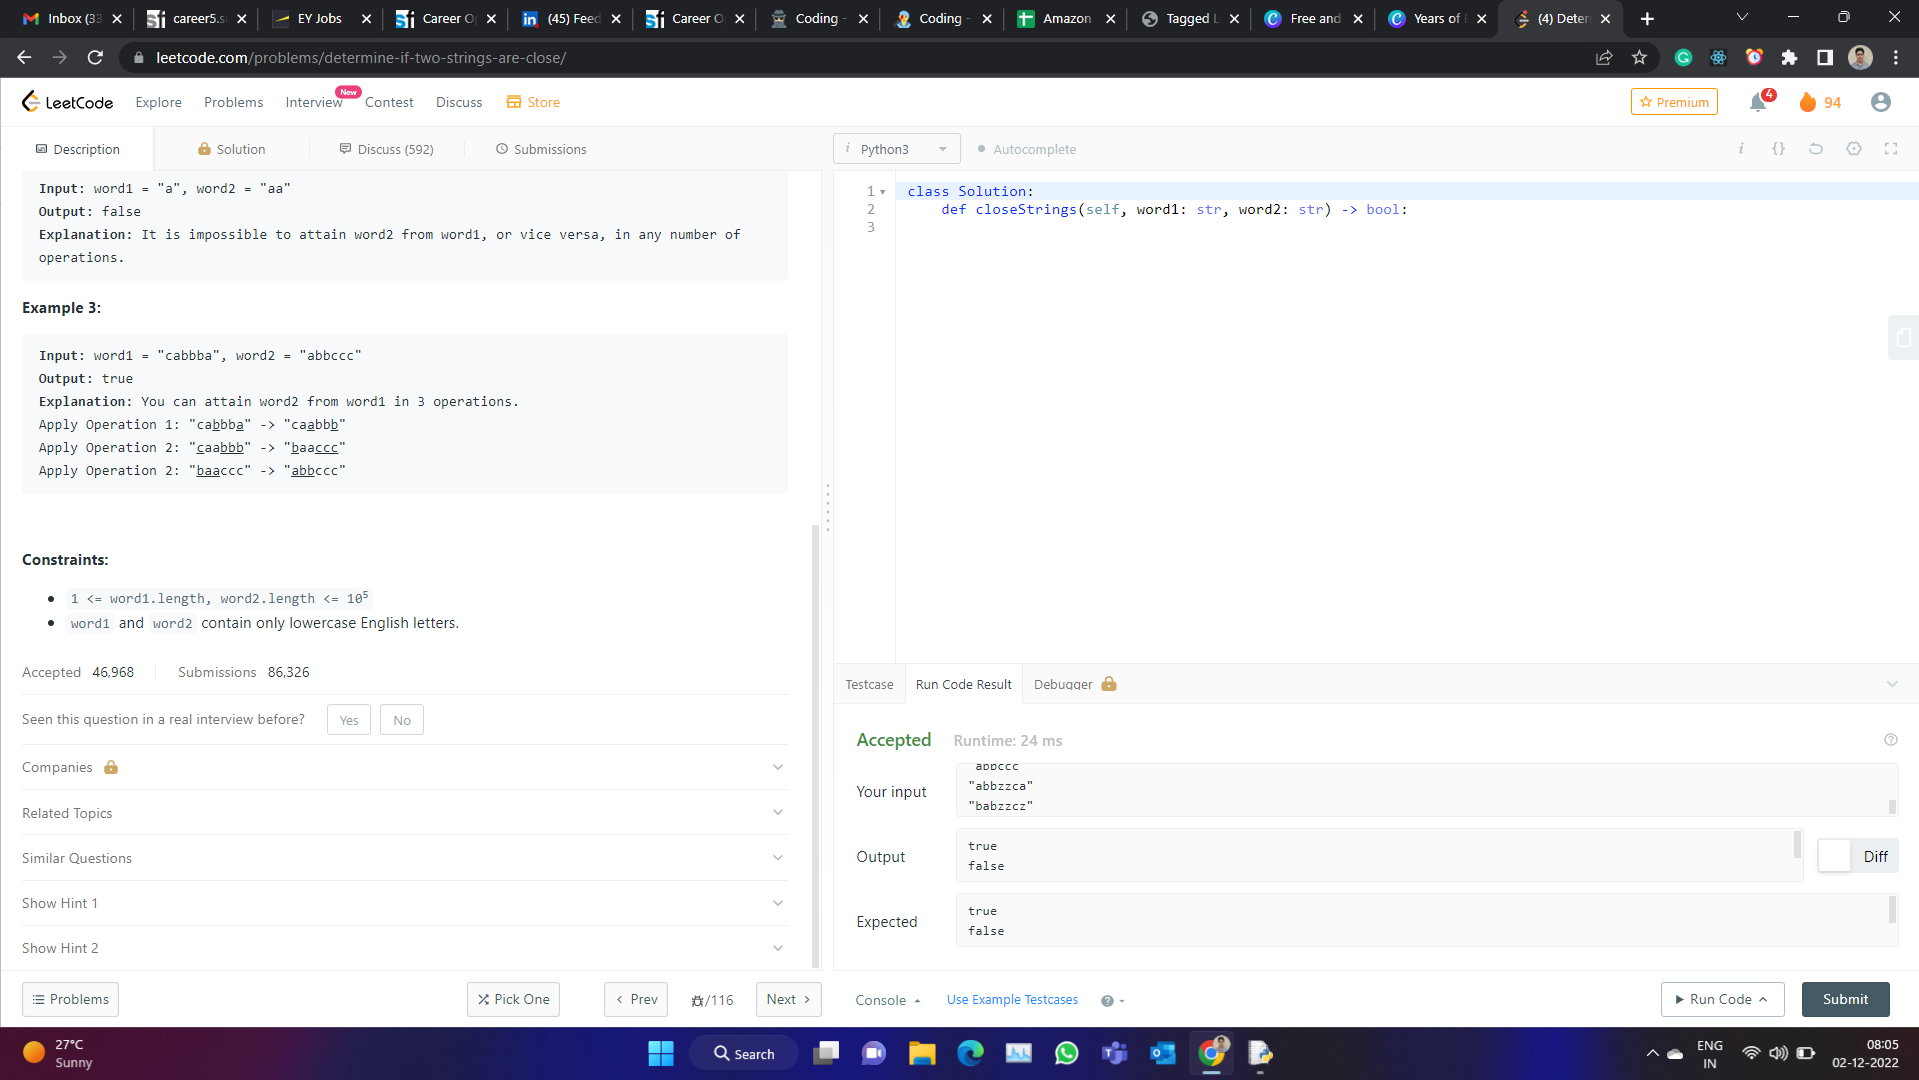 Inbox (33
career5.s
EY Jobs
Career O
(45) Feed
Career O
Coding -
Coding -
Amazon
Tagged L
Free and
Years of
(4) Deter
leetcode.com/problems/determine-if-two-strings-are-close/
LeetCode
Explore
Problems
Interview
New
Contest
Discuss
Store
Premium
4
94
Description
Solution
Discuss (592)
Submissions
Input: word1 = "a", word2 = "aa"
Output: false
Explanation: It is impossible to attain word2 from word1, or vice versa, in any number of
operations.
Example 3:
Input: word1 = "cabbba", word2 = "abbccc"
Output: true
Explanation: You can attain word2 from word1 in 3 operations.
Apply Operation 1: "cabbba" -> "caabbb"
Apply Operation 2: "caabbb" -> "baaccc"
Apply Operation 2: "baaccc" -> "abbccc"
Constraints:
1 <= word1.length, word2.length <= 10⁵
word1 and word2 contain only lowercase English letters.
Accepted 46,968 Submissions 86,326
Seen this question in a real interview before? Yes No
Companies
Related Topics
Similar Questions
Show Hint 1
Show Hint 2
Problems
Pick One
Prev
/116
Next
i Python3
Autocomplete
i {}
1 class Solution:
2 def closeStrings(self, word1: str, word2: str) -> bool:
3
Testcase
Run Code Result
Debugger
Accepted Runtime: 24 ms
Your input
abbccc
"abbzzca"
"babzzcz"
Output
true
false
Diff
Expected
true
false
Console
Use Example Testcases
Run Code
Submit
27°C
Sunny
Search
ENG
IN
08:05
02-12-2022